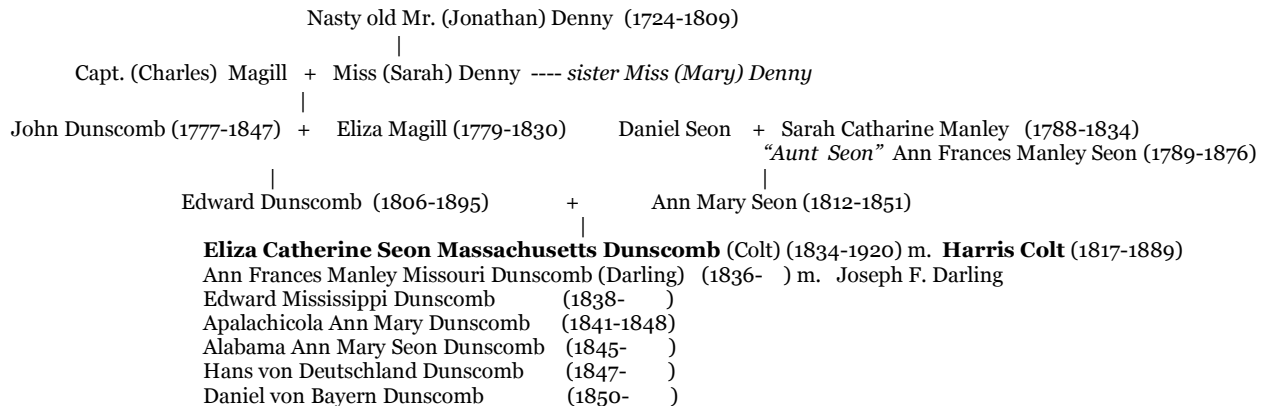 Nasty old Mr. (Jonathan) Denny (1724-1809)
|
Capt. (Charles) Magill + Miss (Sarah) Denny ---- sister Miss (Mary) Denny
|
John Dunscomb (1777-1847) + Eliza Magill (1779-1830) Daniel Seon + Sarah Catharine Manley (1788-1834)
“Aunt Seon” Ann Frances Manley Seon (1789-1876)
| |
Edward Dunscomb (1806-1895) + Ann Mary Seon (1812-1851)
|
Eliza Catherine Seon Massachusetts Dunscomb (Colt) (1834-1920) m. Harris Colt (1817-1889)
Ann Frances Manley Missouri Dunscomb (Darling) (1836- ) m. Joseph F. Darling
Edward Mississippi Dunscomb (1838- )
Apalachicola Ann Mary Dunscomb (1841-1848)
Alabama Ann Mary Seon Dunscomb (1845- )
Hans von Deutschland Dunscomb (1847- )
Daniel von Bayern Dunscomb (1850- )